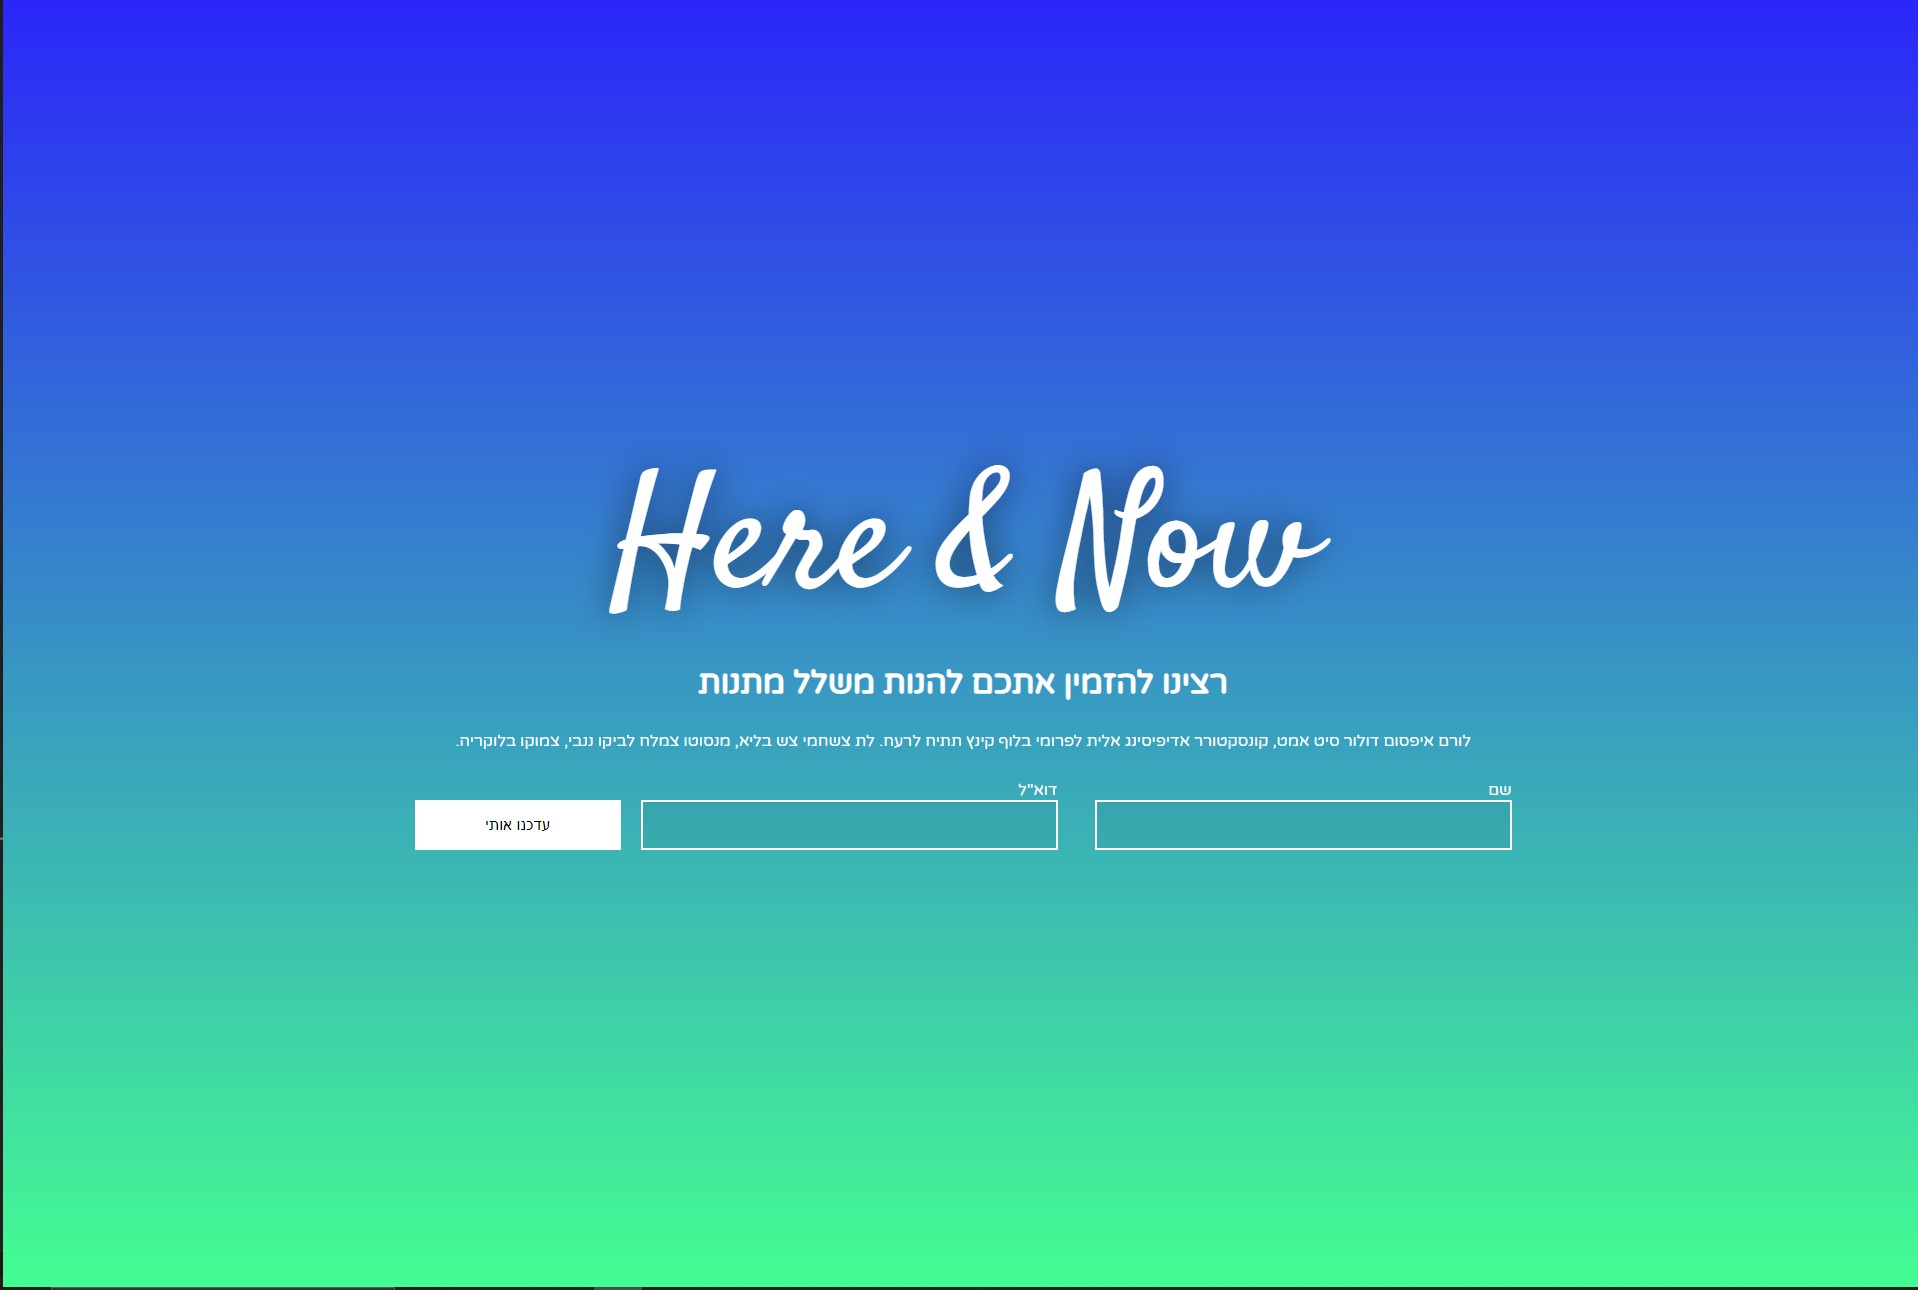 Here & Now
רצינו להזמין אתכם להנות משלל מתנות
לורם איפסום דולור סיט אמט, קונסקטורר אדיפיסינג אלית לפרומי בלוף קינץ תתיח לרעח. לת צשחמי צש בליא, מנסוטו צמלח לביקו ננבי, צמוקו בלוקריה.
שם
דוא"ל
עדכנו אותי